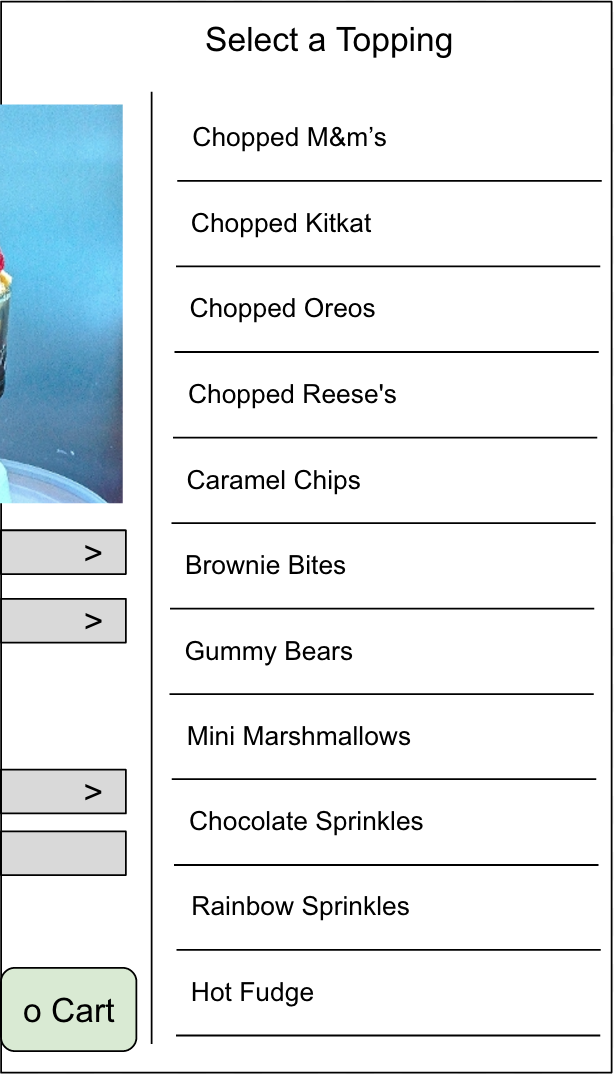 Select a Topping
Chopped M&m’s
Chopped Kitkat
Chopped Oreos
Chopped Reese's
Caramel Chips
Brownie Bites
Gummy Bears
Mini Marshmallows
Chocolate Sprinkles
Rainbow Sprinkles
Hot Fudge
>
>
>
o Cart